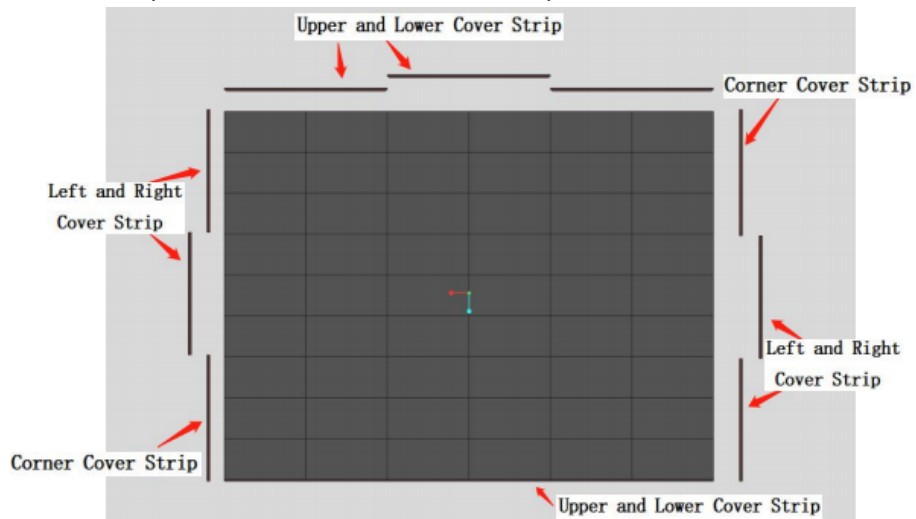 Upper and Lower Cover Strip
Corner Cover Strip
Left and Right
Cover Strip
Left and Right
Cover Strip
Corner Cover Strip
Upper and Lower Cover Strip